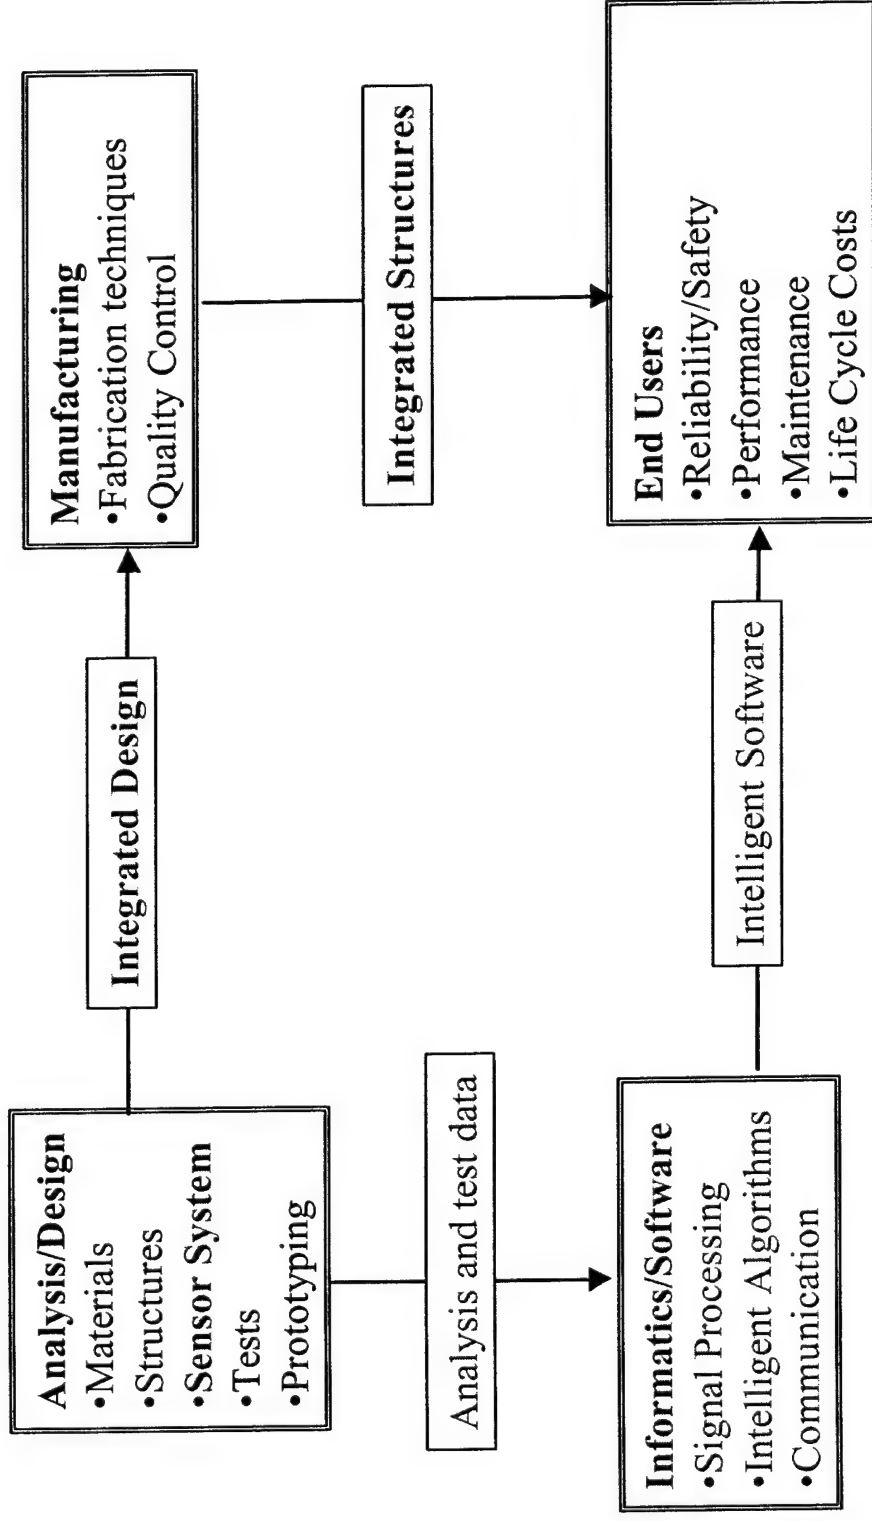 Analysis/Design
•Materials
•Structures
•Sensor System
•Tests
•Prototyping
Integrated Design
Manufacturing
•Fabrication techniques
•Quality Control
Analysis and test data
Integrated Structures
Informatics/Software
•Signal Processing
•Intelligent Algorithms
•Communication
Intelligent Software
End Users
•Reliability/Safety
•Performance
•Maintenance
•Life Cycle Costs